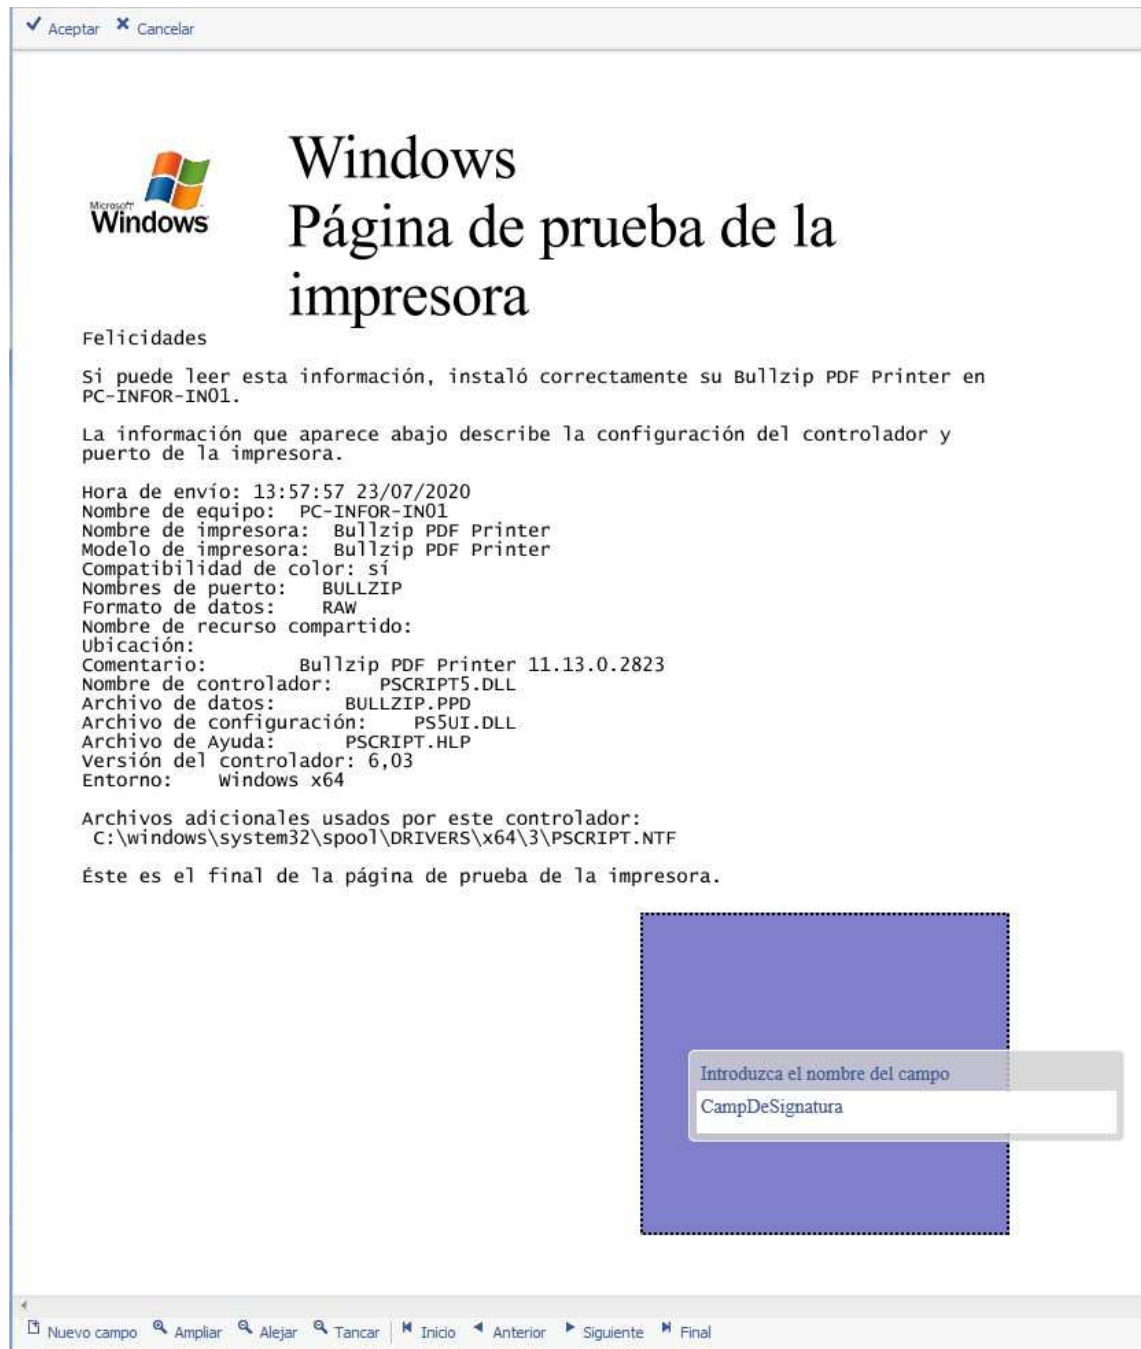 Aceptar Cancelar
Microsoft
Windows
Windows
Página de prueba de la
impresora
Felicidades
Si puede leer esta información, instaló correctamente su Bullzip PDF Printer en
PC-INFOR-IN01.
La información que aparece abajo describe la configuración del controlador y
puerto de la impresora.
Hora de envío: 13:57:57 23/07/2020
Nombre de equipo: PC-INFOR-IN01
Nombre de impresora: Bullzip PDF Printer
Modelo de impresora: Bullzip PDF Printer
Compatibilidad de color: sí
Nombres de puerto: BULLZIP
Formato de datos: RAW
Nombre de recurso compartido:
Ubicación:
Comentario: Bullzip PDF Printer 11.13.0.2823
Nombre de controlador: PSCRIPT5.DLL
Archivo de datos: BULLZIP.PPD
Archivo de configuración: PS5UI.DLL
Archivo de Ayuda: PSCRIPT.HLP
Versión del controlador: 6,03
Entorno: Windows x64
Archivos adicionales usados por este controlador:
C:\windows\system32\spool\DRIVERS\x64\3\PSCRIPT.NTF
Éste es el final de la página de prueba de la impresora.
Introduzca el nombre del campo
CampDeSignatura
Nuevo campo Ampliar Alejar Tancar Inicio Anterior Siguiente Final